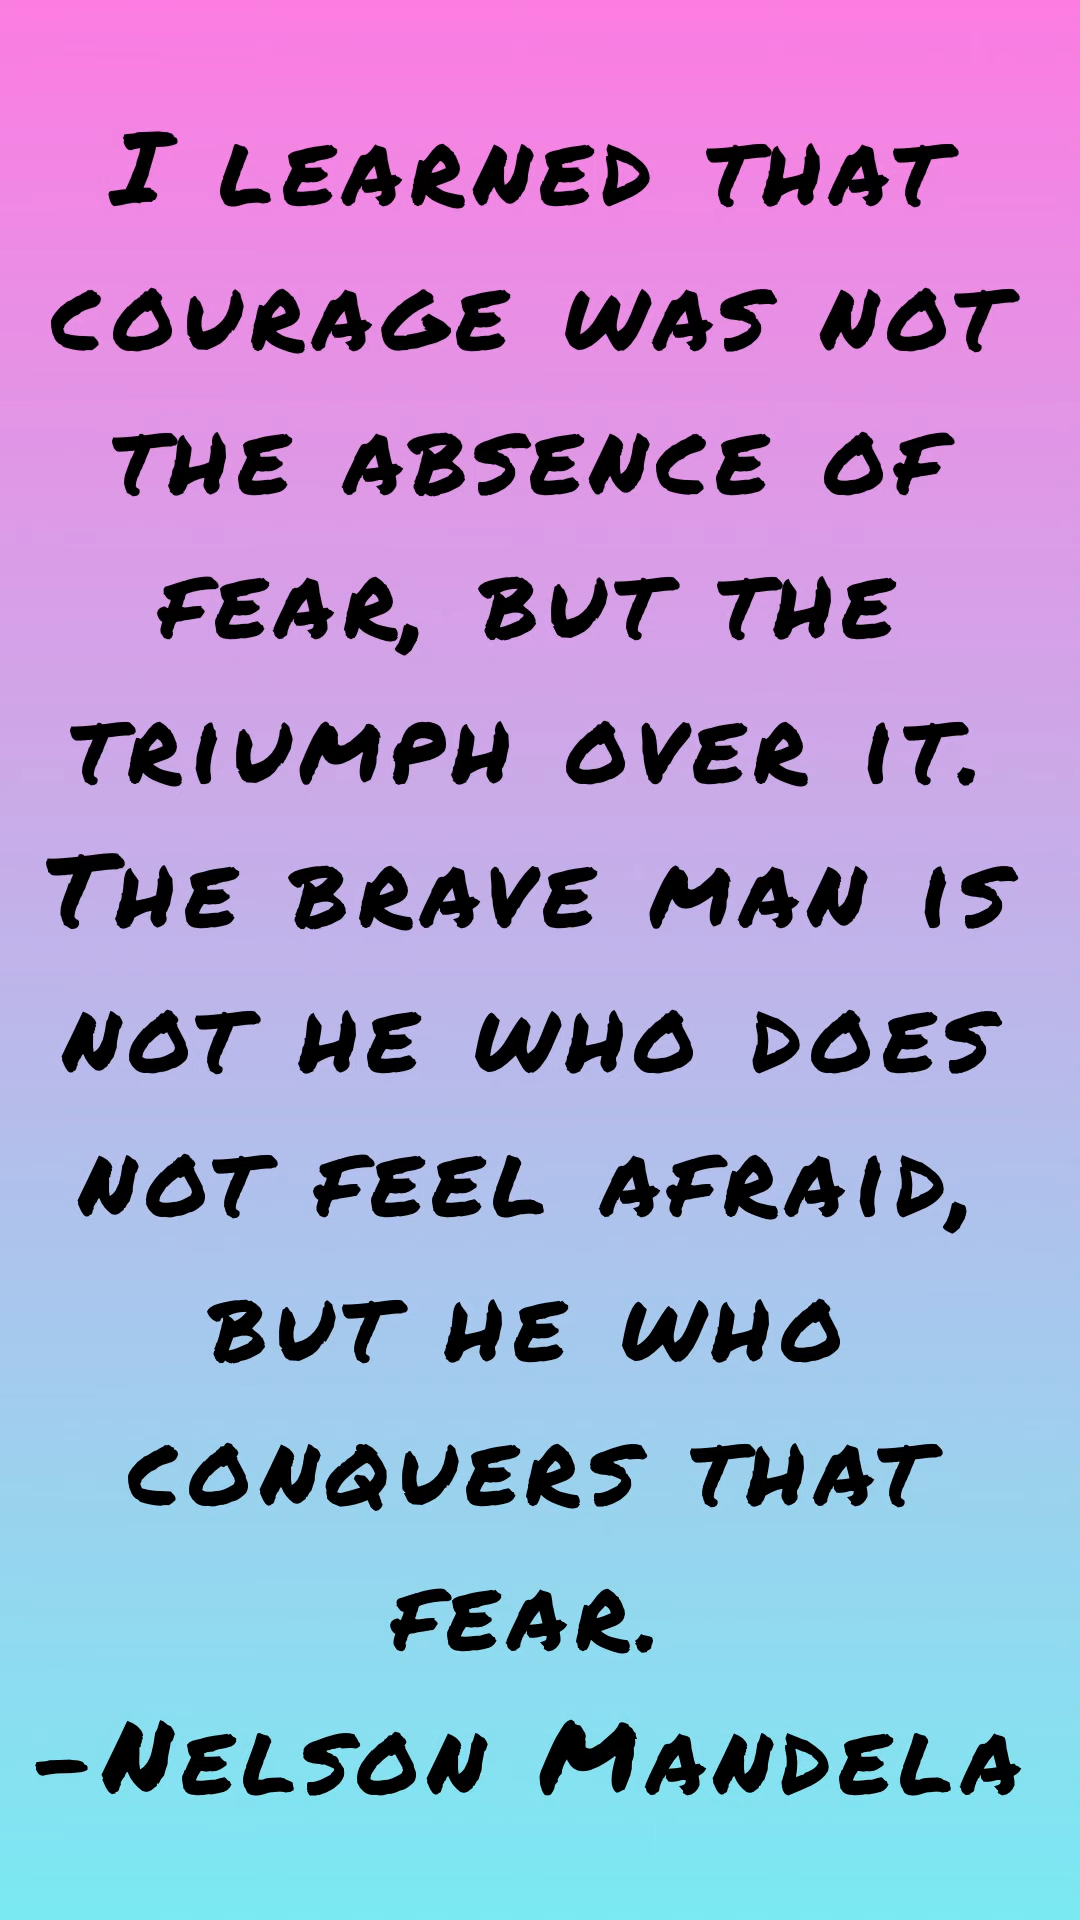 I learned that
courage was not
the absence of
fear, but the
triumph over it.
The brave man is
not he who does
not feel afraid,
but he who
conquers that
fear.
-Nelson Mandela